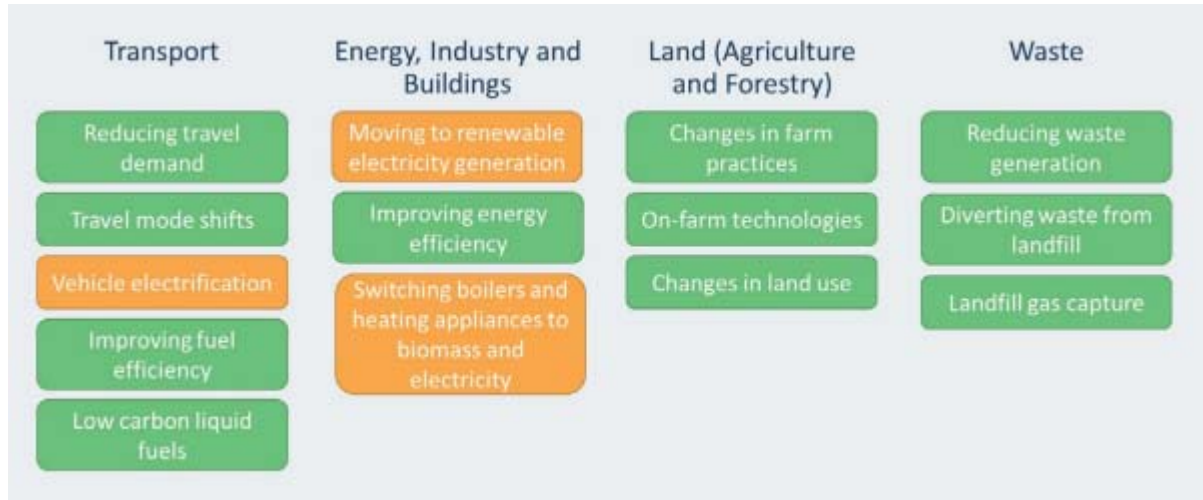 Transport
Reducing travel
demand
Travel mode shifts
Vehicle electrification
Improving fuel
efficiency
Low carbon liquid
fuels
Energy, Industry and
Buildings
Moving to renewable
electricity generation
Improving energy
efficiency
Switching boilers and
heating appliances to
biomass and
electricity
Land (Agriculture
and Forestry)
Changes in farm
practices
On-farm technologies
Changes in land use
Waste
Reducing waste
generation
Diverting waste from
landfill
Landfill gas capture